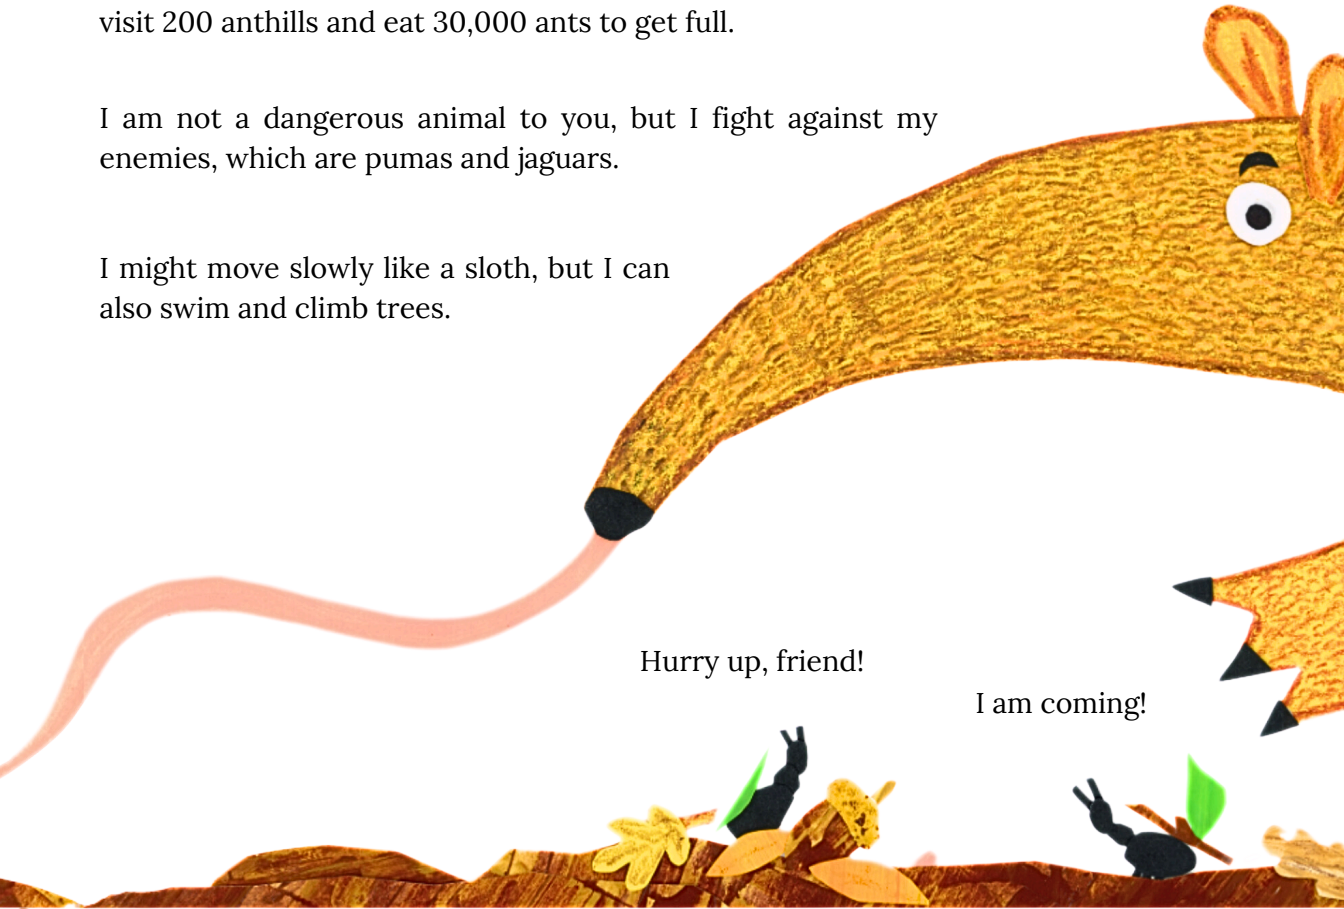 visit 200 anthills and eat 30,000 ants to get full.
I am not a dangerous animal to you, but I fight against my
enemies, which are pumas and jaguars.
I might move slowly like a sloth, but I can
also swim and climb trees.
Hurry up, friend!
I am coming!